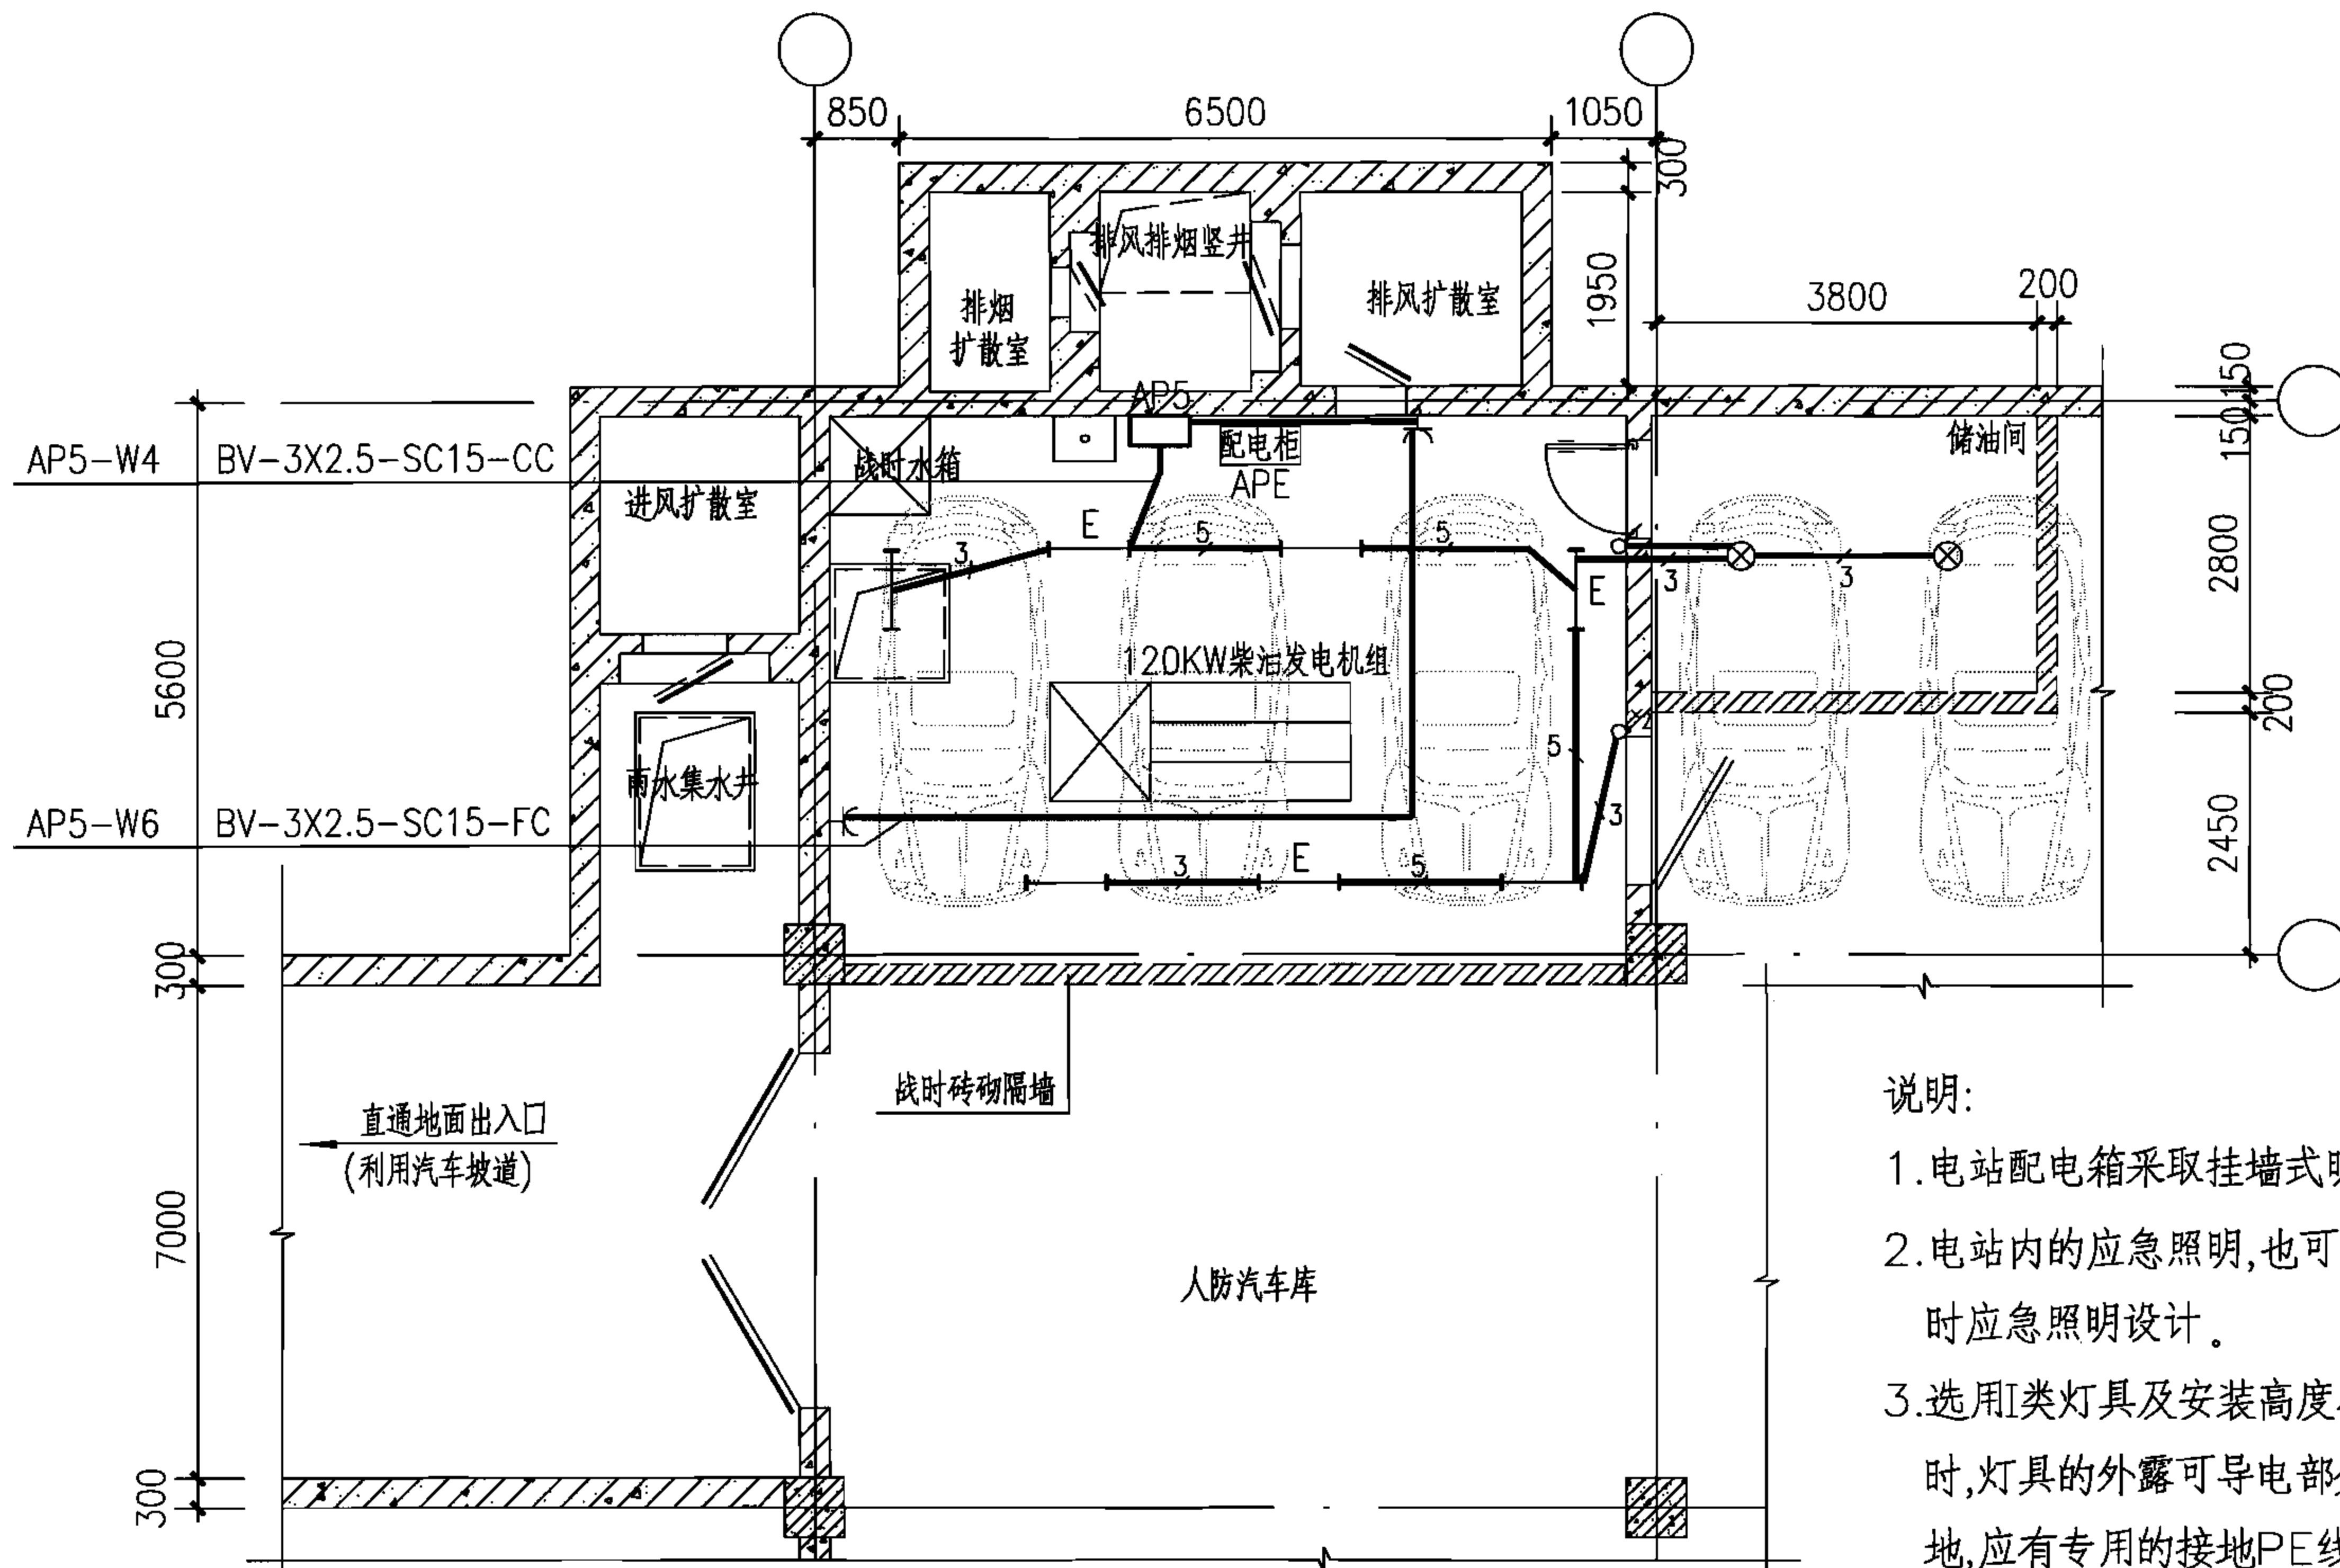 850
6500
1050
300
1950
3800
200
150
150
2800
200
2450
排风排烟竖井
排烟
扩散室
排风扩散室
AP5
配电柜
APE
战时水箱
储油间
AP5-W4 BV-3X2.5-SC15-CC
进风扩散室
E
3
5
5
E
3
3
120KW柴油发电机组
5600
雨水集水井
5
3
AP5-W6 BV-3X2.5-SC15-FC
3
E
5
300
战时砖砌隔墙
直通地面出入口
(利用汽车坡道)
7000
人防汽车库
300
说明:
1.电站配电箱采取挂墙式明
2.电站内的应急照明,也可
时应急照明设计。
3.选用I类灯具及安装高度
时,灯具的外露可导电部
地,应有专用的接地PE线